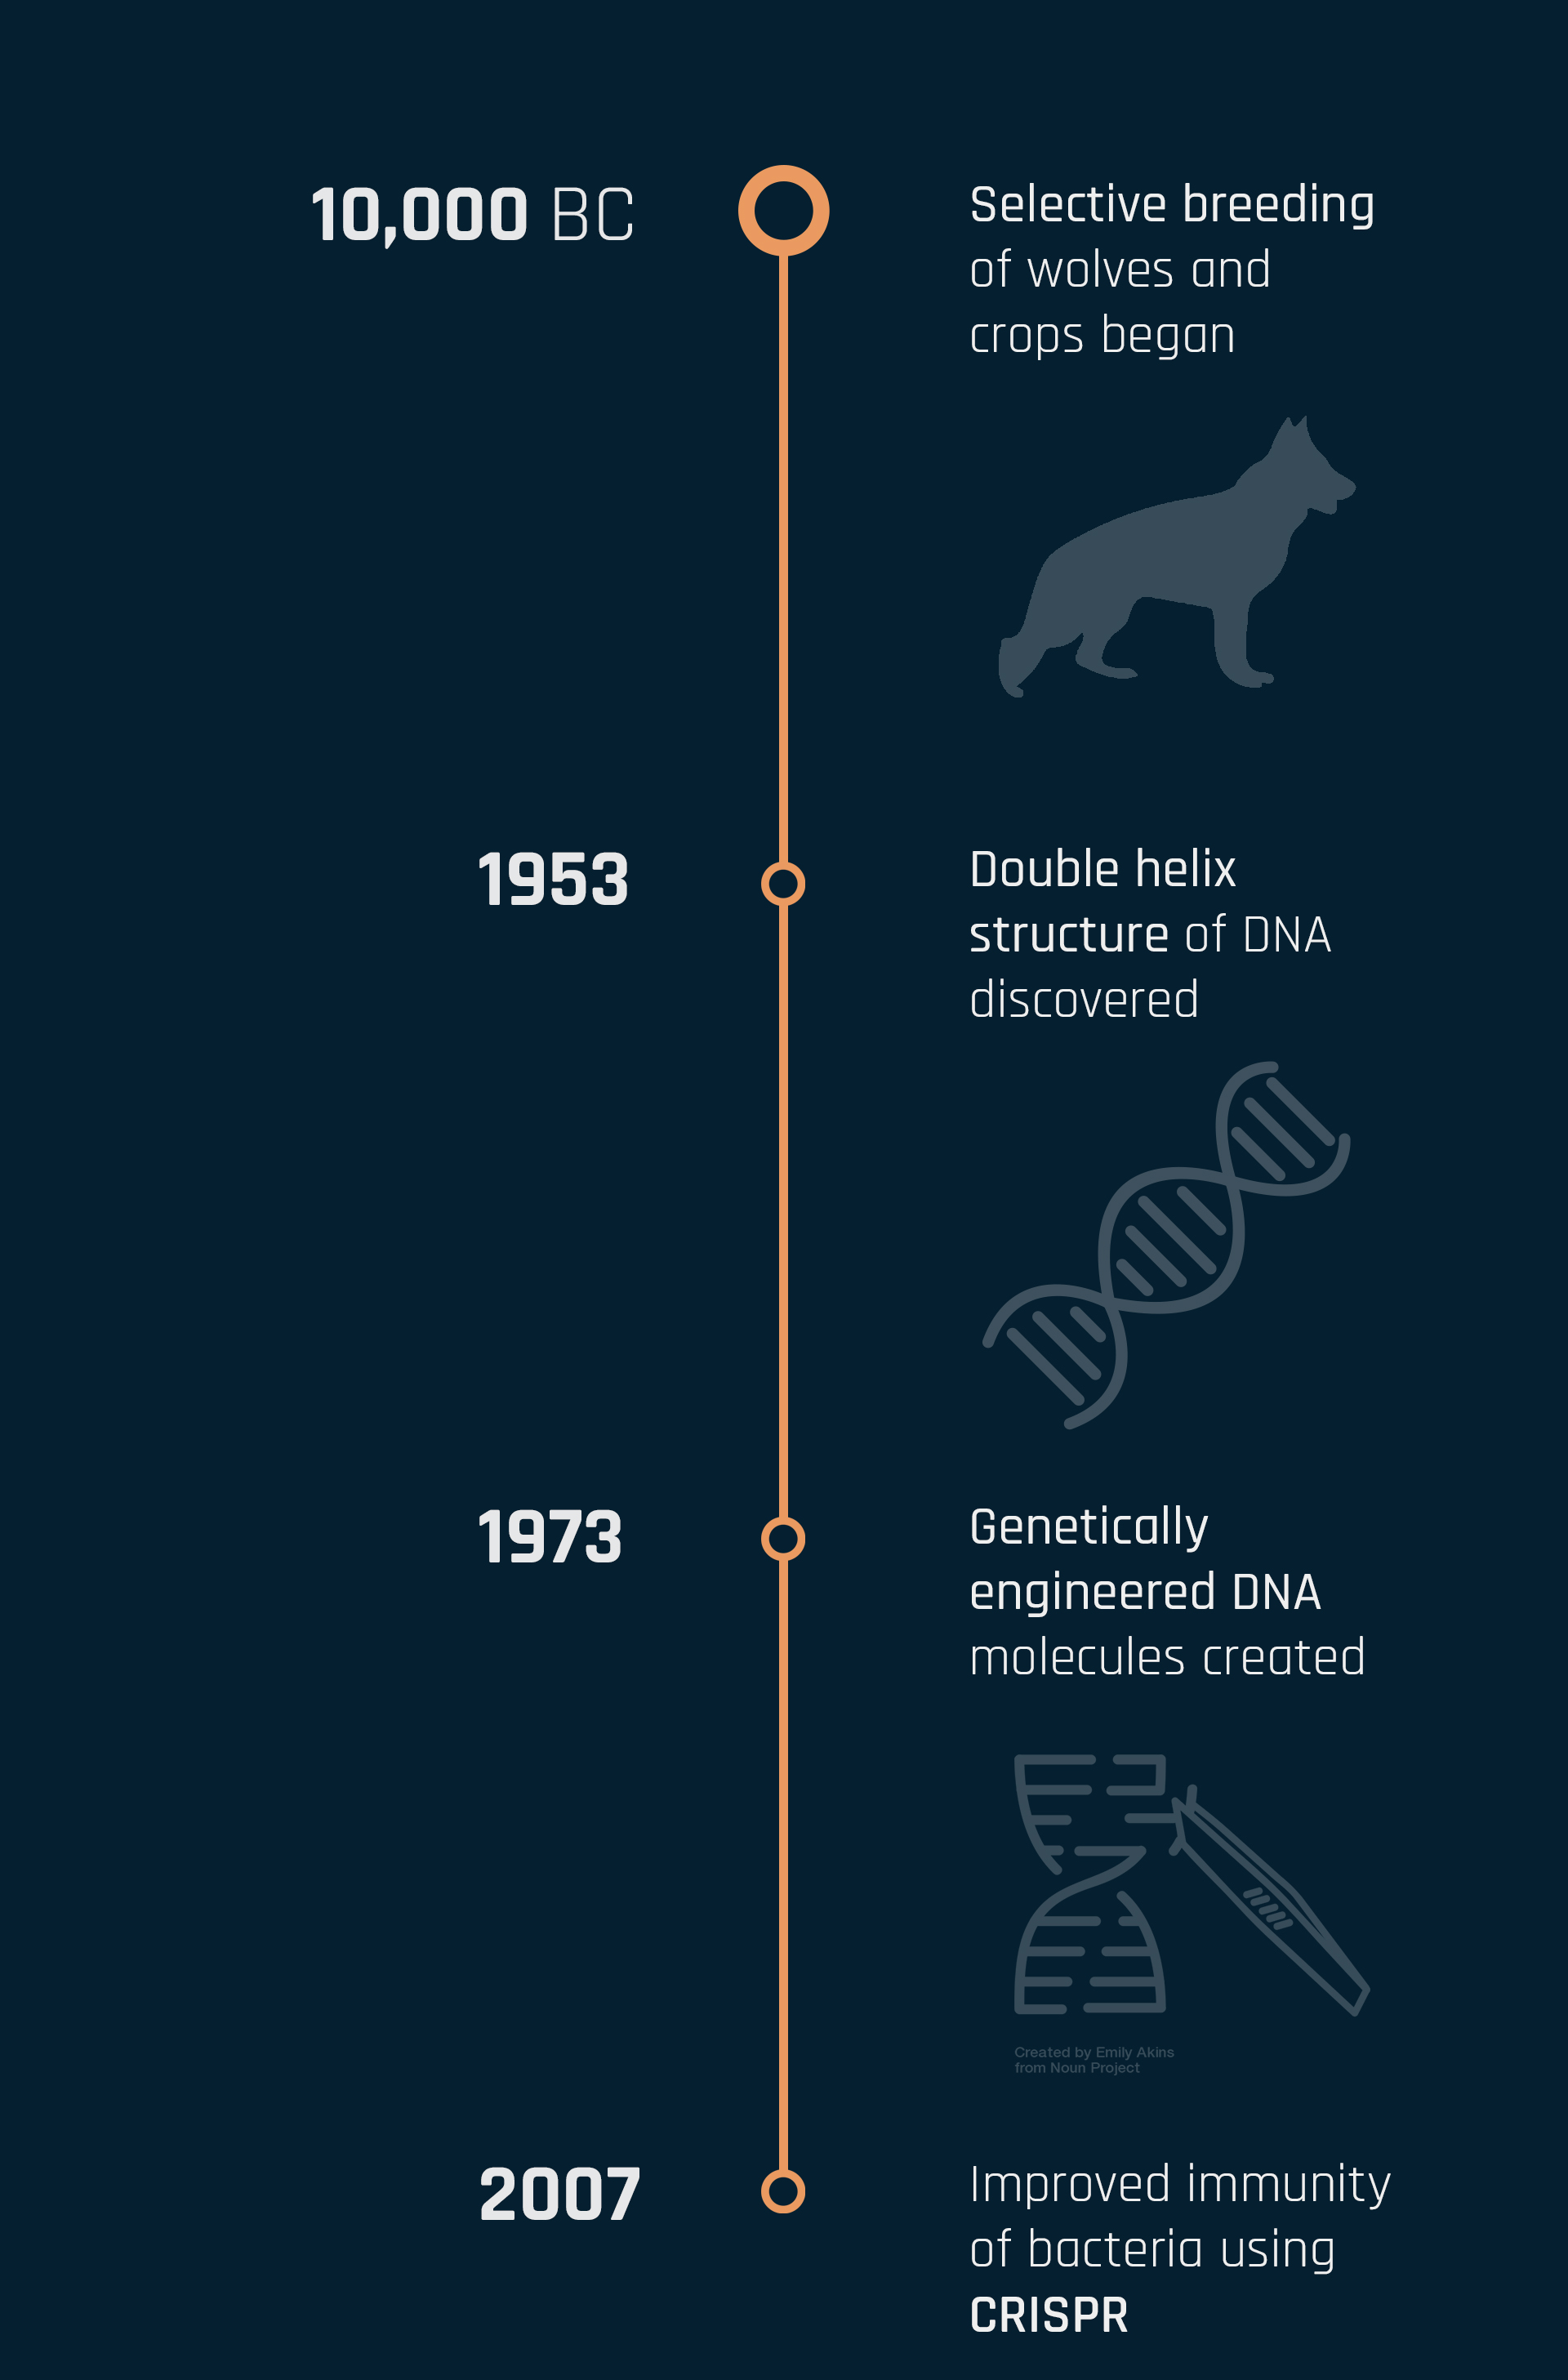 10,000 BC
Selective breeding
of wolves and
crops began
1953
Double helix
structure of DNA
discovered
1973
Genetically
engineered DNA
molecules created
Created by Emily Akins
from Noun Project
2007
Improved immunity
of bacteria using
CRISPR